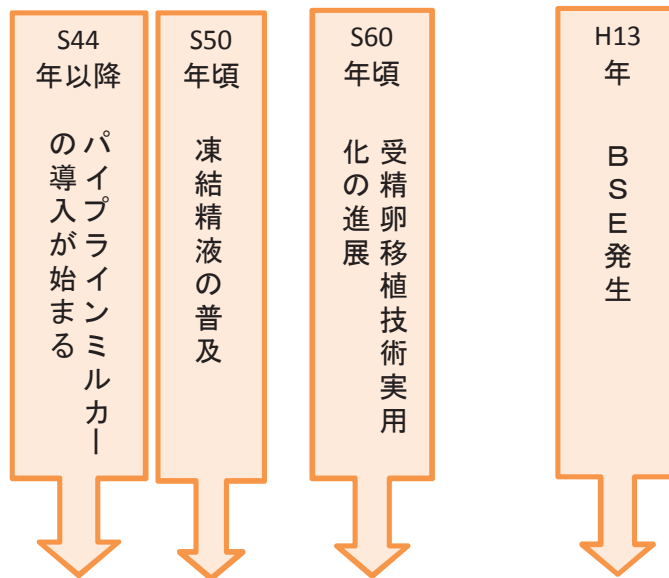 S44
年以降
パイプラインミルカー
の導入が始まる
S50
年頃
凍結精液の普及
S60
年頃
受精卵移植技術実用
化の進展
H13
年
ＢＳＥ発生